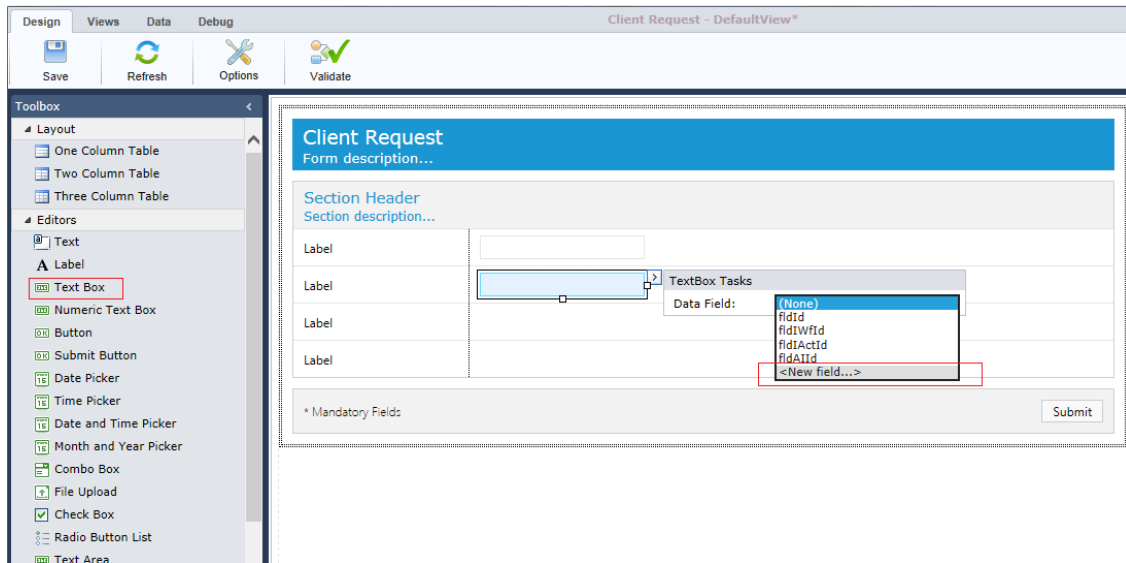 Design Views Data Debug
Client Request - DefaultView*
Save Refresh Options Validate
Toolbox
Layout
One Column Table
Two Column Table
Three Column Table
Editors
Text
Label
Text Box
Numeric Text Box
Button
Submit Button
Date Picker
Time Picker
Date and Time Picker
Month and Year Picker
Combo Box
File Upload
Check Box
Radio Button List
Text Area
Client Request
Form description...
Section Header
Section description...
Label
Label
TextBox Tasks
Data Field:
(None)
fldId
fldIWfId
fldIActId
fldAIId
<New field...>
Label
Label
* Mandatory Fields
Submit